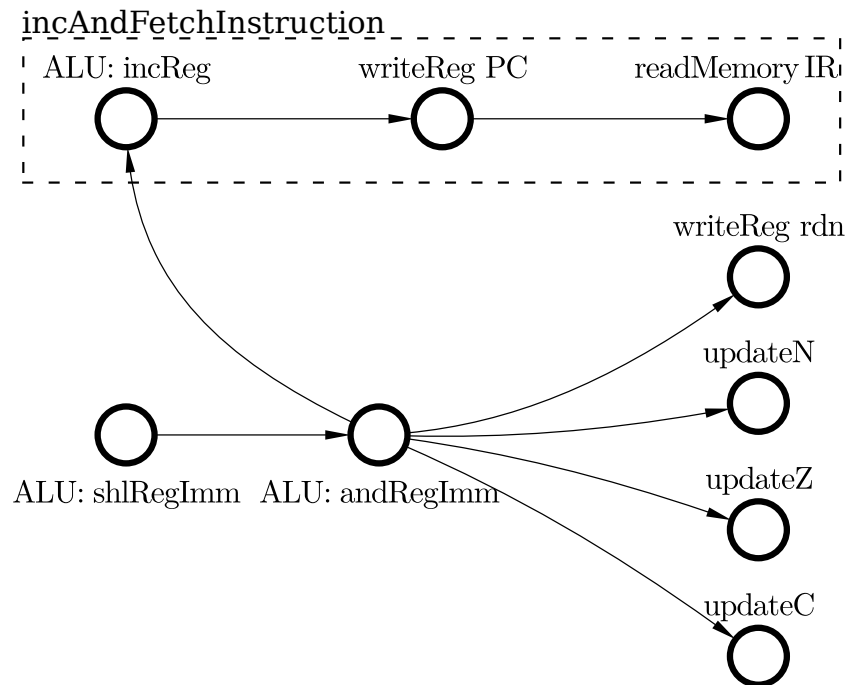 incAndFetchInstruction
ALU: incReg
writeReg PC
readMemory IR
writeReg rdn
updateN
updateZ
ALU: shlRegImm
ALU: andRegImm
updateC